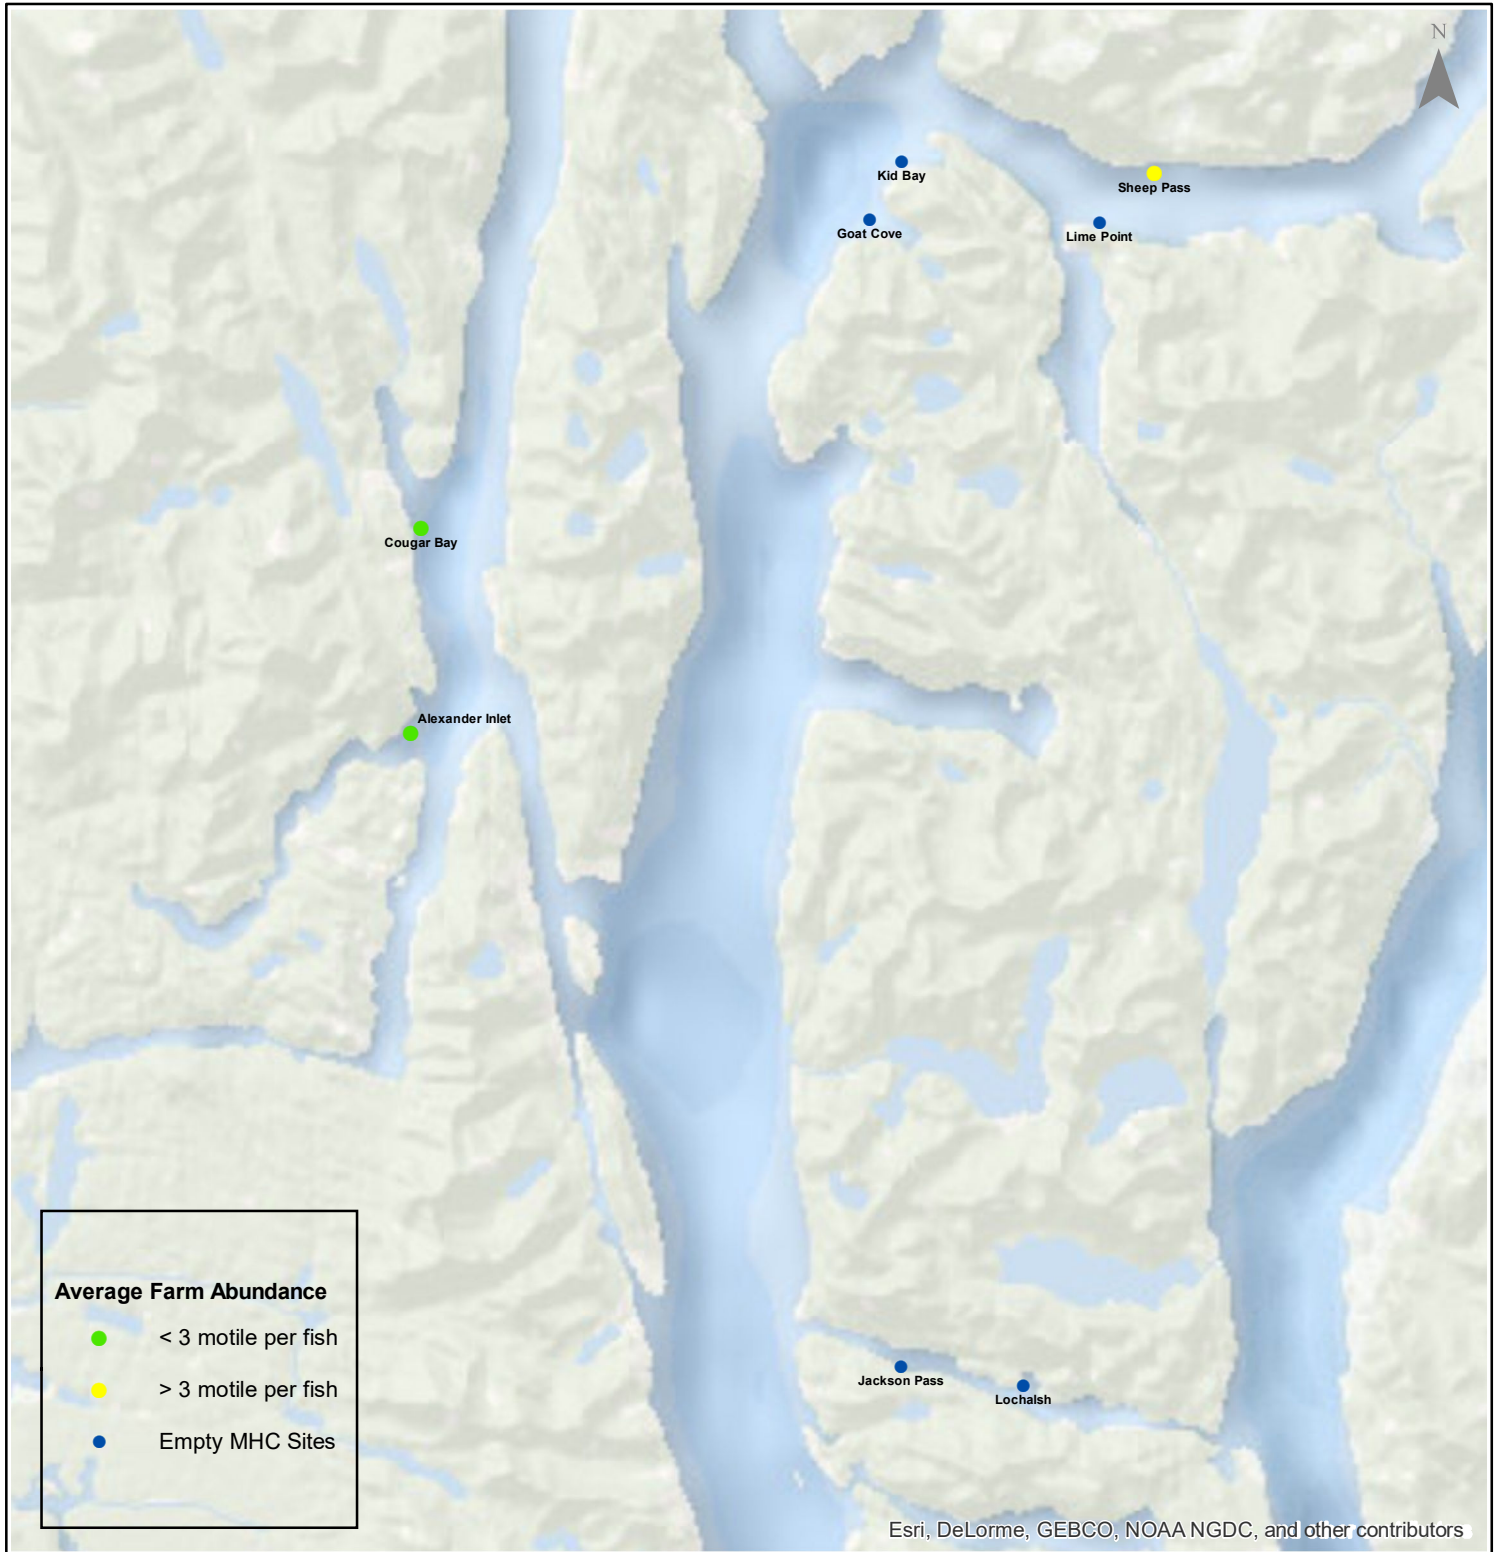 N
Kid Bay
Sheep Pass
Goat Cove
Lime Point
Cougar Bay
Alexander Inlet
Average Farm Abundance
< 3 motile per fish
> 3 motile per fish
Empty MHC Sites
Jackson Pass
Lochalsh
Esri, DeLorme, GEBCO, NOAA NGDC, and other contributors